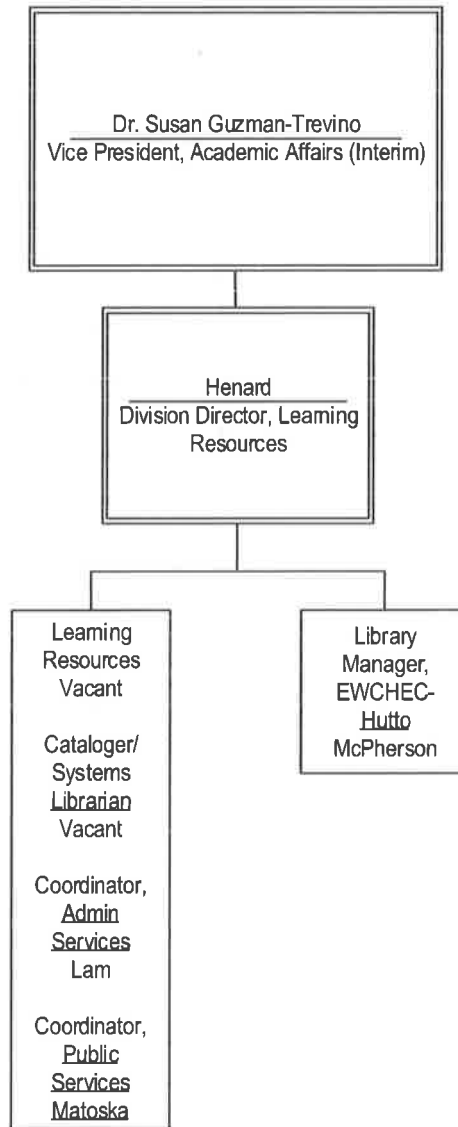 Dr. Susan Guzman-Trevino
Vice President, Academic Affairs (Interim)
Henard
Division Director, Learning
Resources
Learning
Resources
Vacant
Cataloger/
Systems
Librarian
Vacant
Coordinator,
Admin
Services
Lam
Coordinator,
Public
Services
Matoska
Library
Manager,
EWCHEC-
Hutto
McPherson